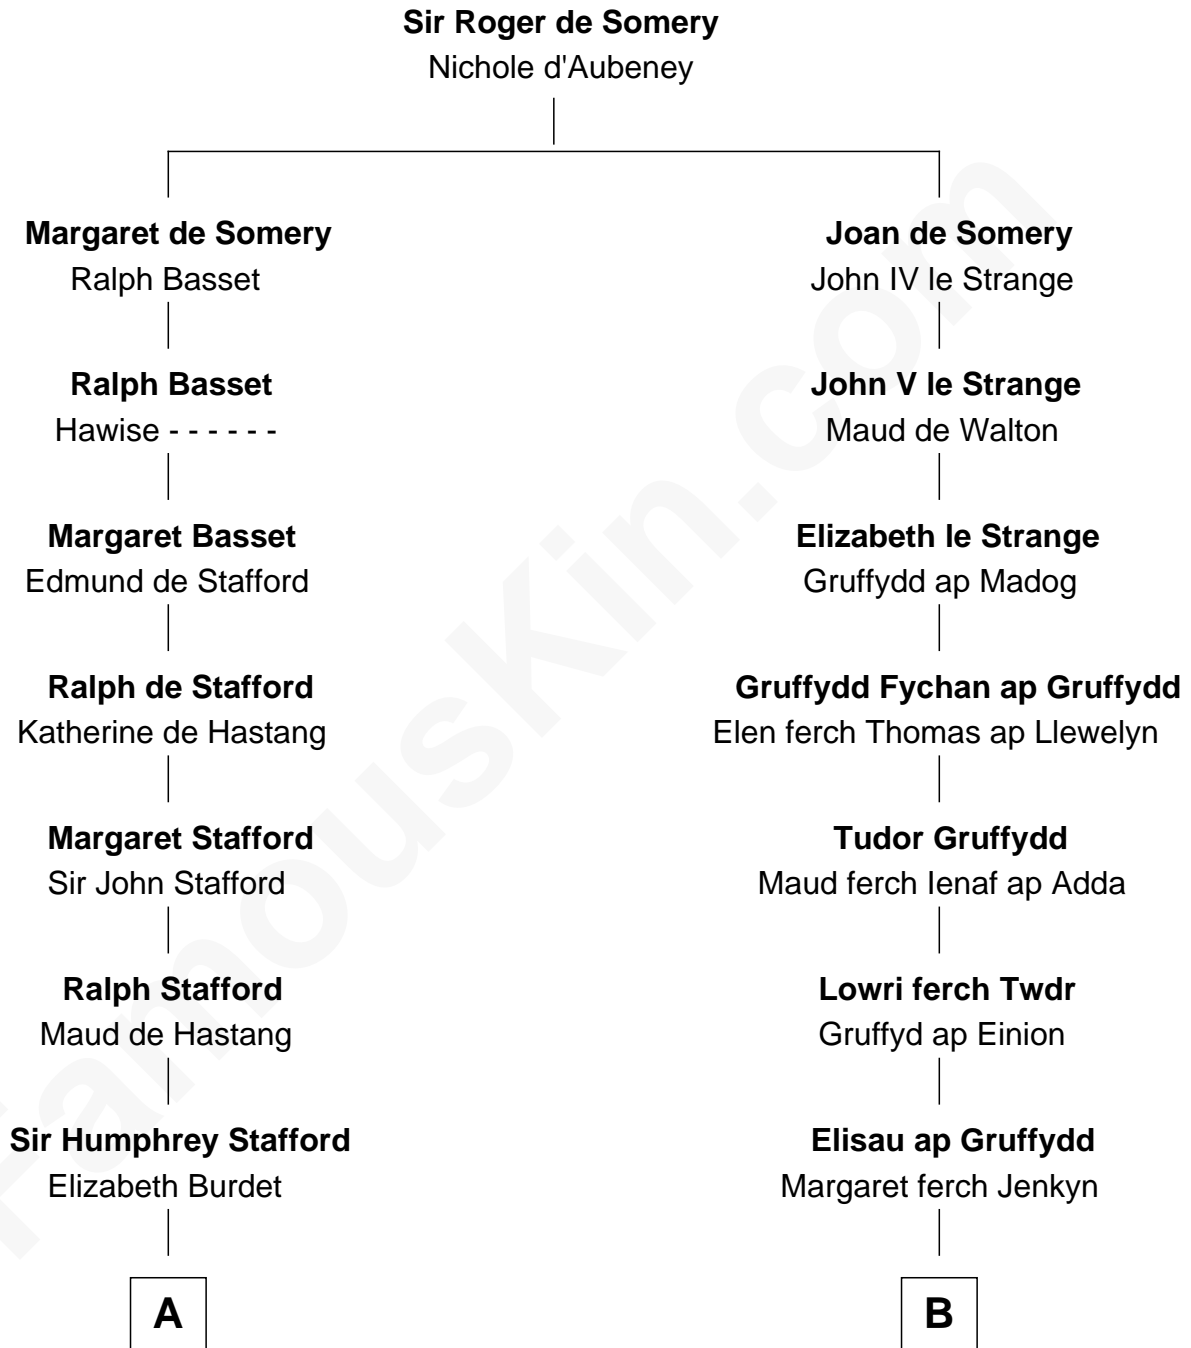 Sir Roger de Somery
Nichole d'Aubeney
Margaret de Somery
Ralph Basset
Joan de Somery
John IV le Strange
Ralph Basset
Hawise - - - - - -
John V le Strange
Maud de Walton
Margaret Basset
Edmund de Stafford
Elizabeth le Strange
Gruffydd ap Madog
Ralph de Stafford
Katherine de Hastang
Gruffydd Fychan ap Gruffydd
Elen ferch Thomas ap Llewelyn
Margaret Stafford
Sir John Stafford
Tudor Gruffydd
Maud ferch Ienaf ap Adda
Ralph Stafford
Maud de Hastang
Lowri ferch Twdr
Gruffyd ap Einion
Sir Humphrey Stafford
Elizabeth Burdet
Elisau ap Gruffydd
Margaret ferch Jenkyn
A
B
FamousKin.com